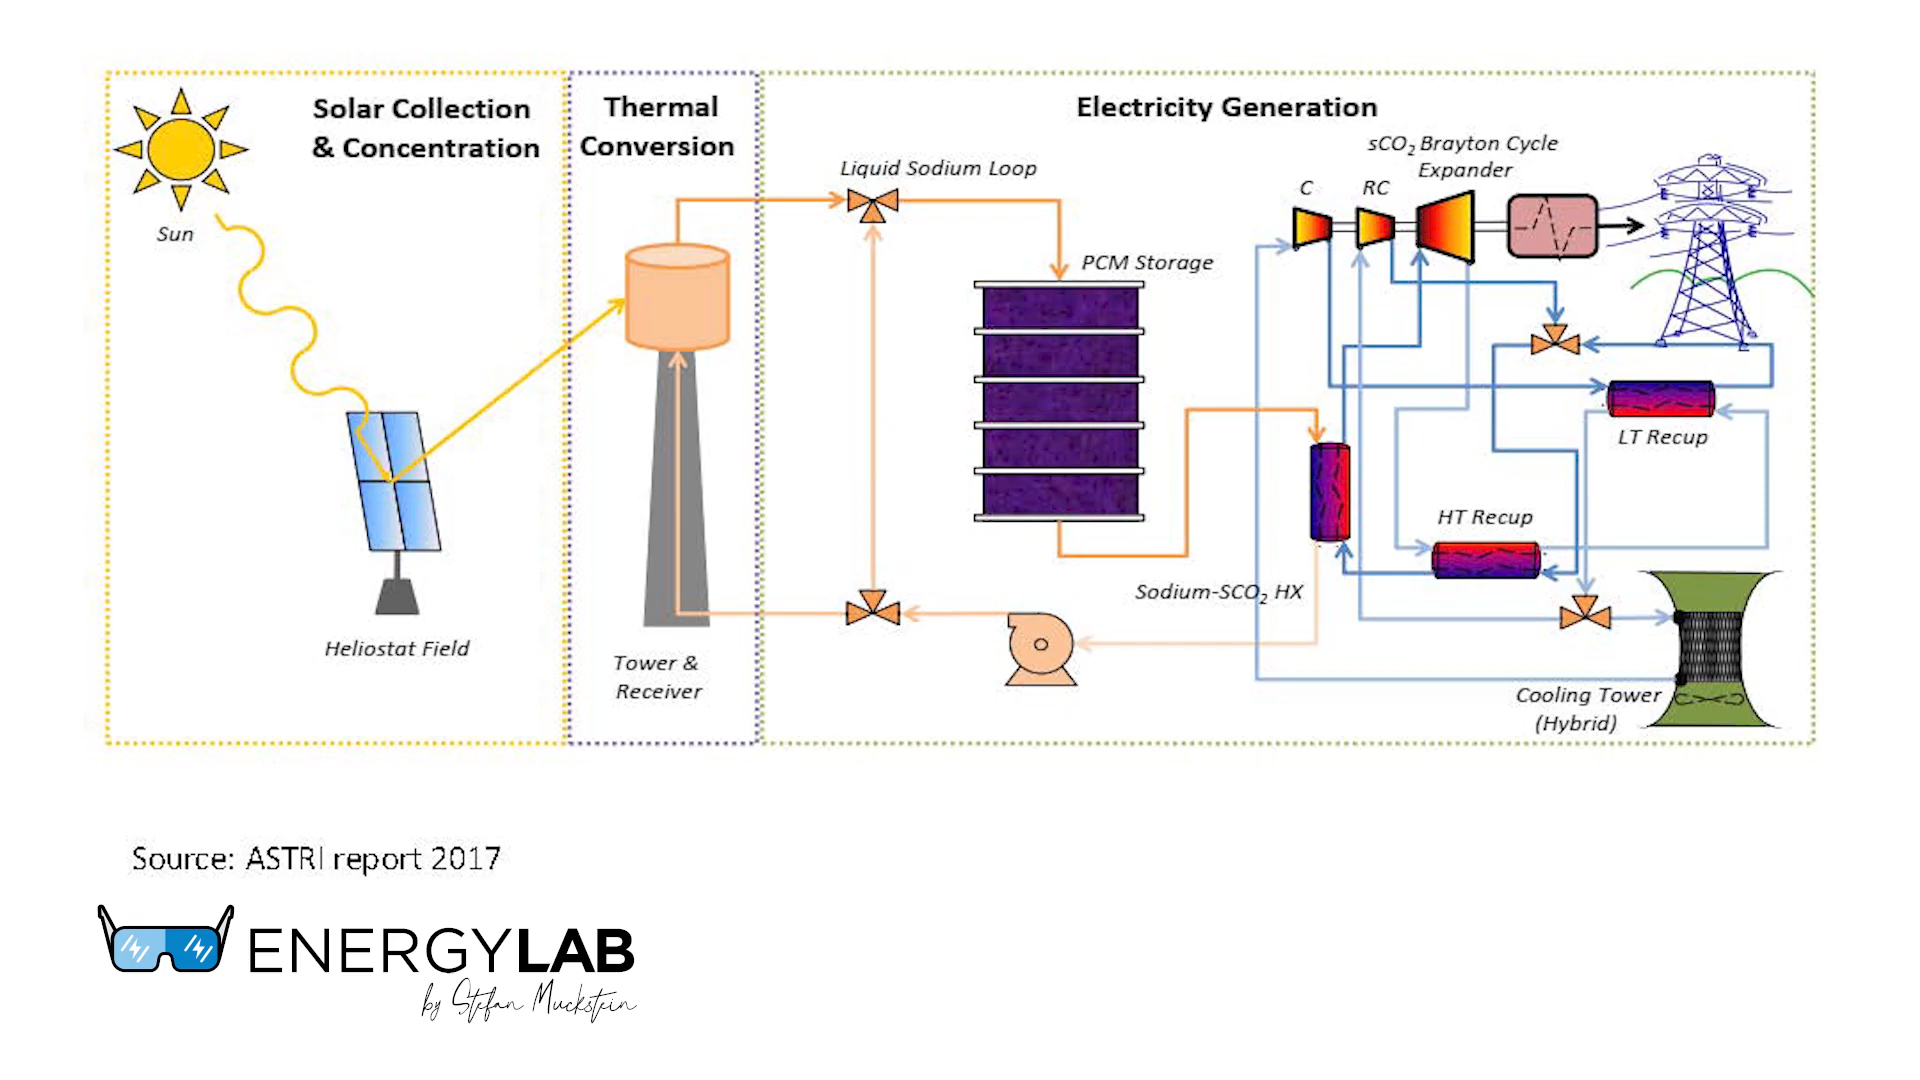 Solar Collection
& Concentration
Thermal
Conversion
Electricity Generation
Sun
Heliostat Field
Tower &
Receiver
Liquid Sodium Loop
PCM Storage
sCO₂ Brayton Cycle
Expander
C
RC
LT Recup
HT Recup
Sodium-SCO₂ HX
Cooling Tower
(Hybrid)
Source: ASTRI report 2017
ENERGYLAB
by Stefan Muckstein